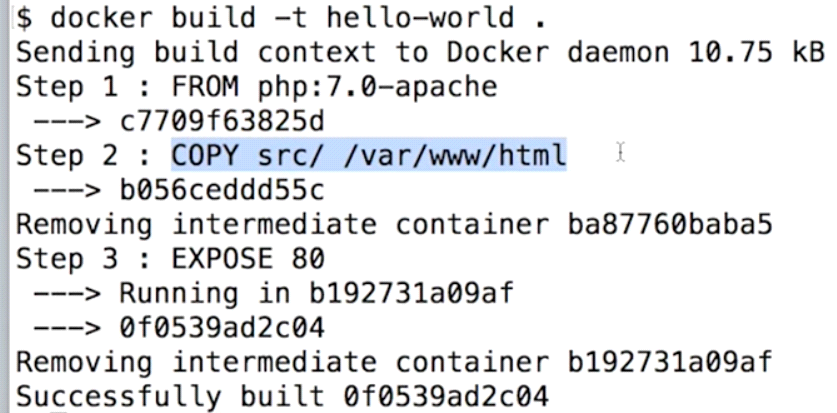 $ docker build -t hello-world .
Sending build context to Docker daemon 10.75 kB
Step 1 : FROM php:7.0-apache
---> c7709f63825d
Step 2 : COPY src/ /var/www/html
---> b056ceddd55c
Removing intermediate container ba87760baba5
Step 3 : EXPOSE 80
---> Running in b192731a09af
---> 0f0539ad2c04
Removing intermediate container b192731a09af
Successfully built 0f0539ad2c04